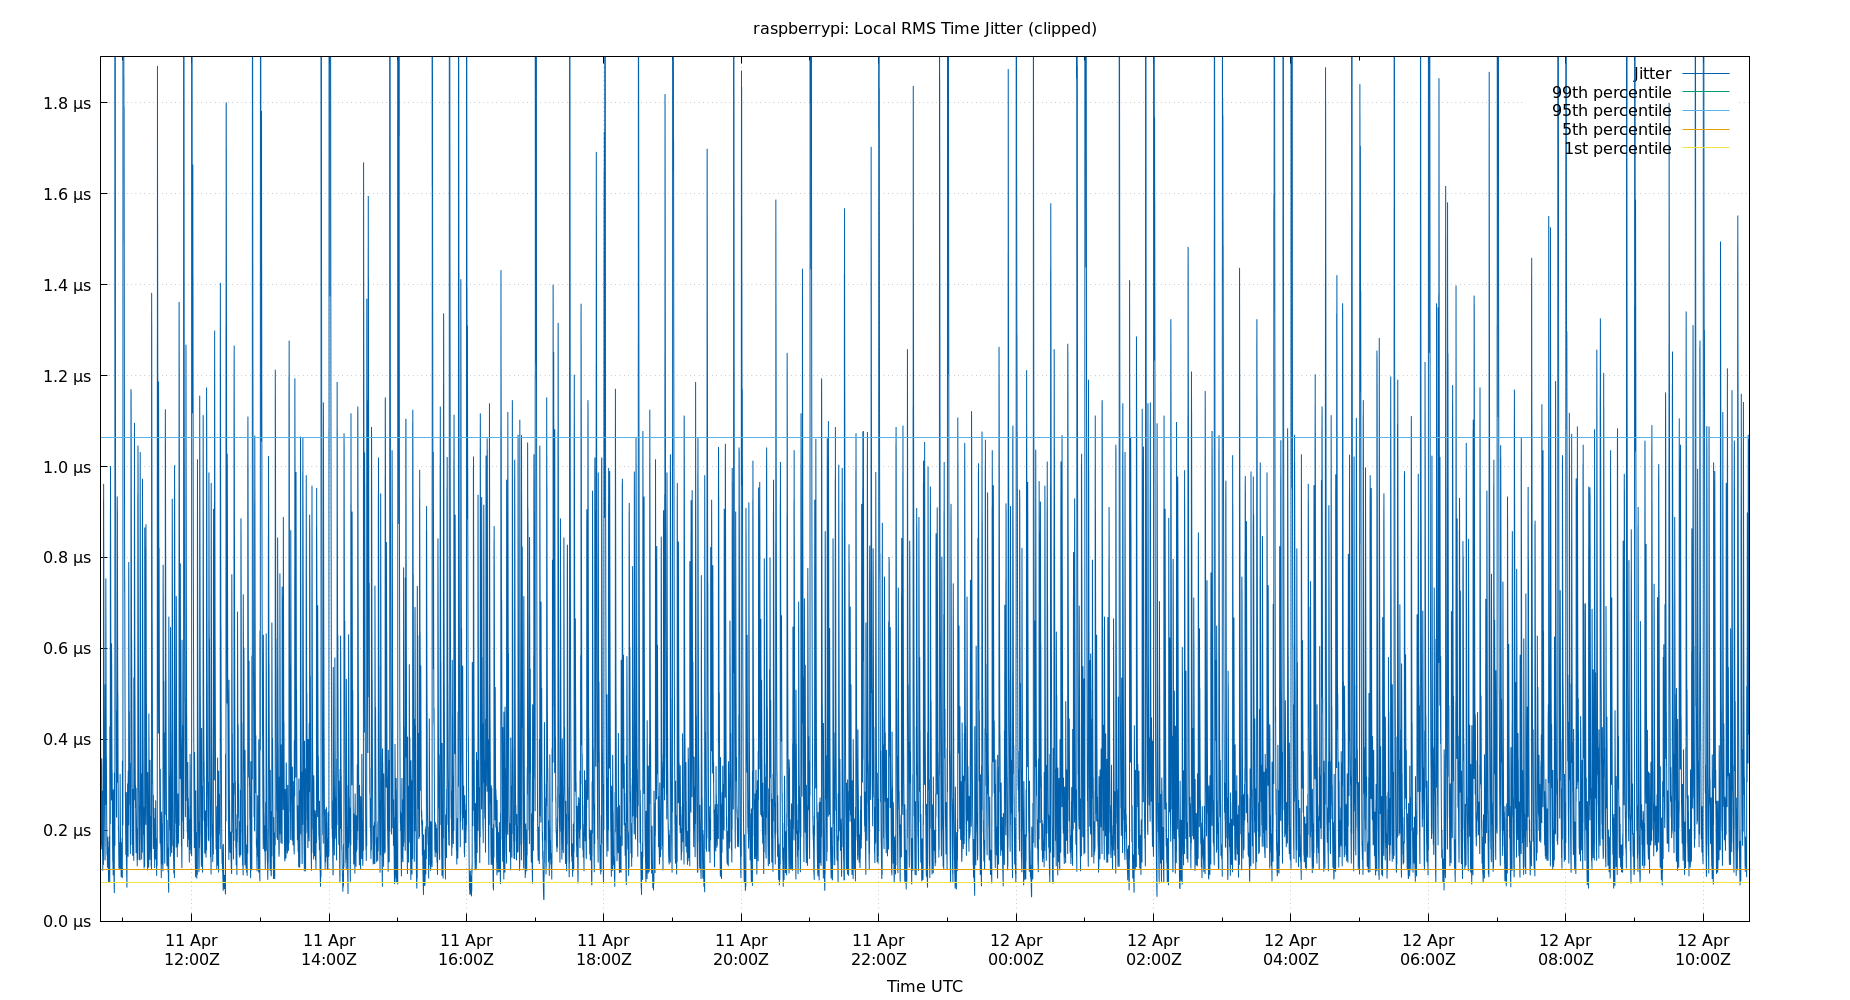 raspberrypi: Local RMS Time Jitter (clipped)
Jitter
99th percentile
95th percentile
5th percentile
1st percentile
1.8 µs
1.6 µs
1.4 µs
1.2 µs
1.0 µs
0.8 µs
0.6 µs
0.4 µs
0.2 µs
0.0 µs
11 Apr
12:00Z
11 Apr
14:00Z
11 Apr
16:00Z
11 Apr
18:00Z
11 Apr
20:00Z
11 Apr
22:00Z
12 Apr
00:00Z
12 Apr
02:00Z
12 Apr
04:00Z
12 Apr
06:00Z
12 Apr
08:00Z
12 Apr
10:00Z
Time UTC